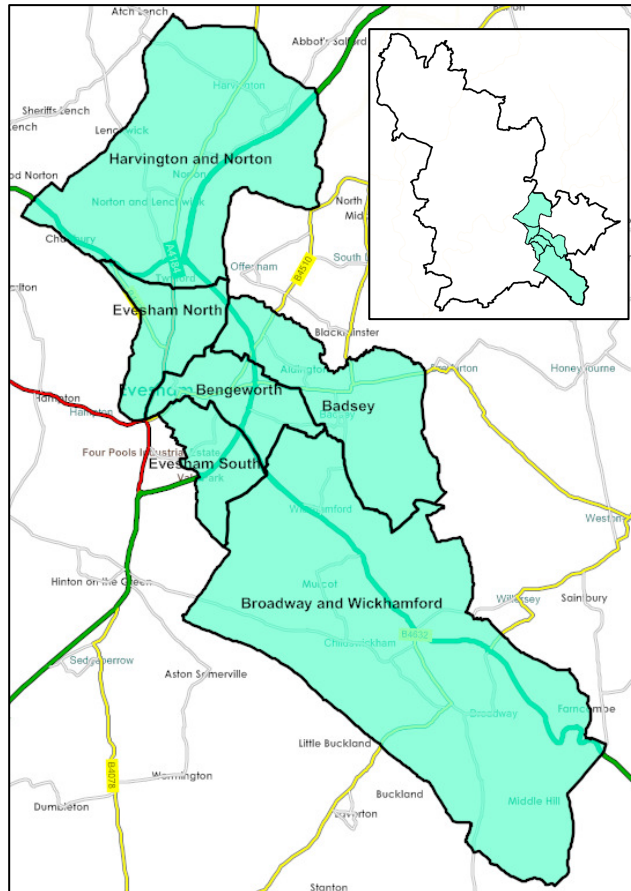 Atch Lench
Abbot's Salford
Harvington
Sheriffs Lench
Lench
Lenchwick
Harvington and Norton
Norton
od Norton
Norton and Lenchwick
North
Mid
Chadbury
A4184
Offenham
South L
B4510
Twyford
Evesham North
Blackminster
Aldington
Bretforton
Honeybourne
Evesham
Bengeworth
Badsey
Badsey
Hampton
Hampton
Four Pools Industrial Estate
Evesham South
Vale Park
Wickhamford
Weston
Hinton on the Green
Murcot
Broadway and Wickhamford
Willersey
Sainbury
B4632
Childswickham
Sedgeberrow
Aston Somerville
Broadway
Farncombe
Little Buckland
B4078
Wormington
Buckland
Middle Hill
Dumbleton
Laverton
Stanton